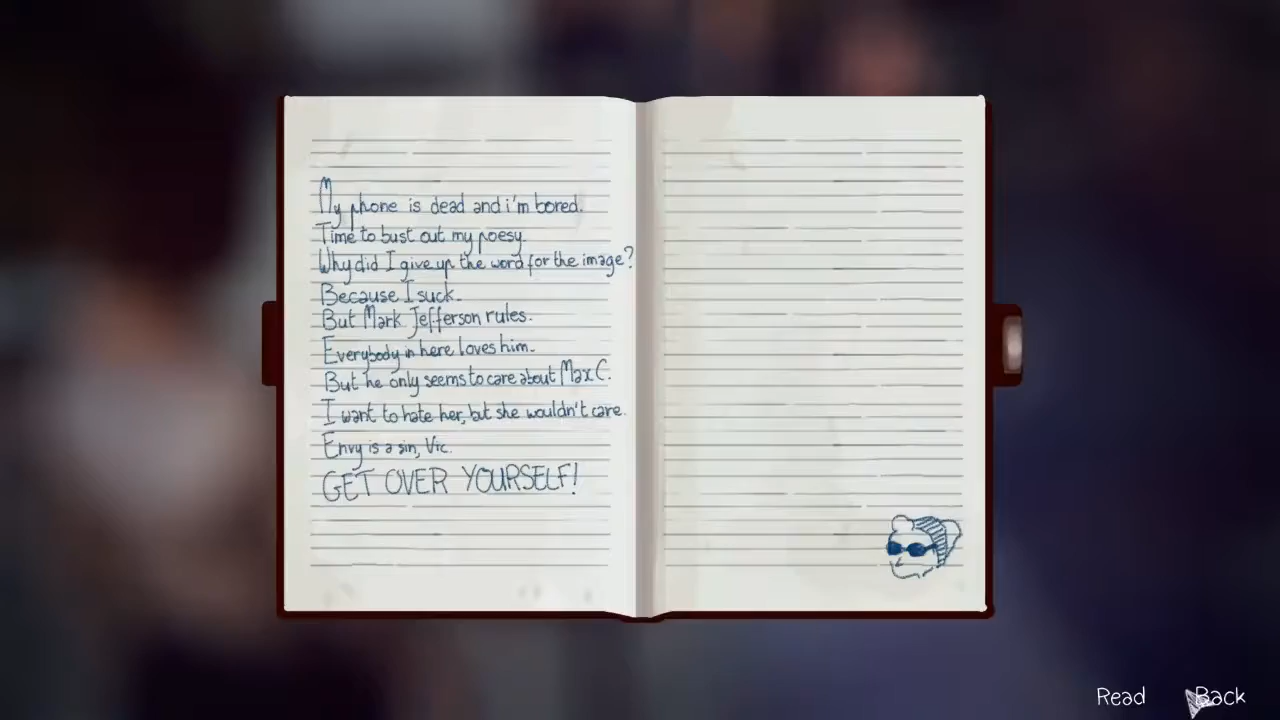 My phone is dead and i'm bored.
Time to bust out my poesy.
Why did I give up the word for the image?
Because I suck.
But Mark Jefferson rules.
Everybody in here loves him.
But he only seems to care about Max C.
I want to hate her, but she wouldn't care.
Envy is a sin, Vic.
GET OVER YOURSELF!
Read Back